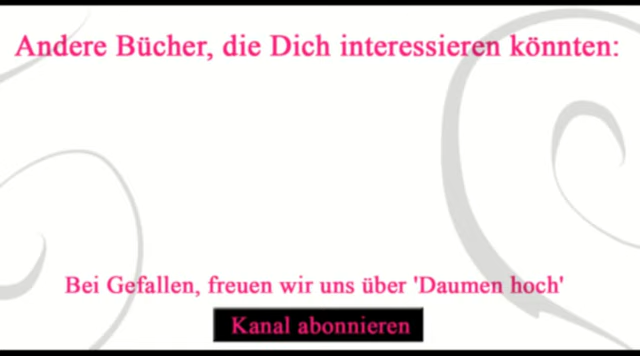 Andere Bücher, die Dich interessieren könnten:
Bei Gefallen, freuen wir uns über 'Daumen hoch'
Kanal abonnieren